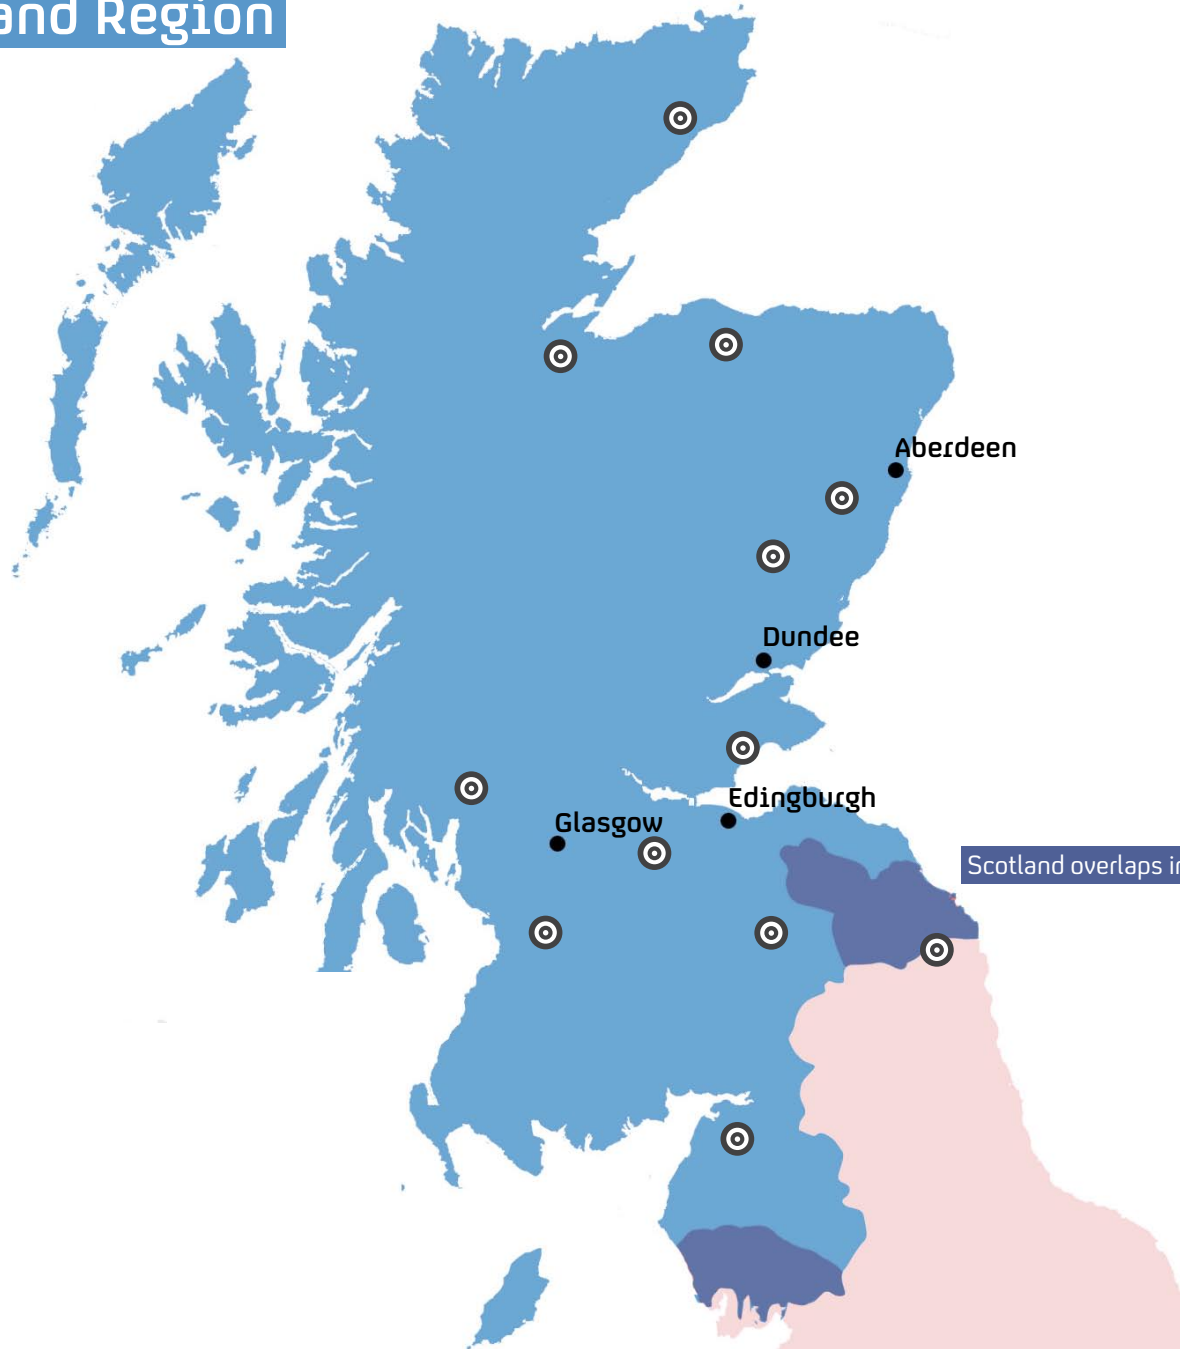 and Region
Aberdeen
Dundee
Edingburgh
Glasgow
Scotland overlaps